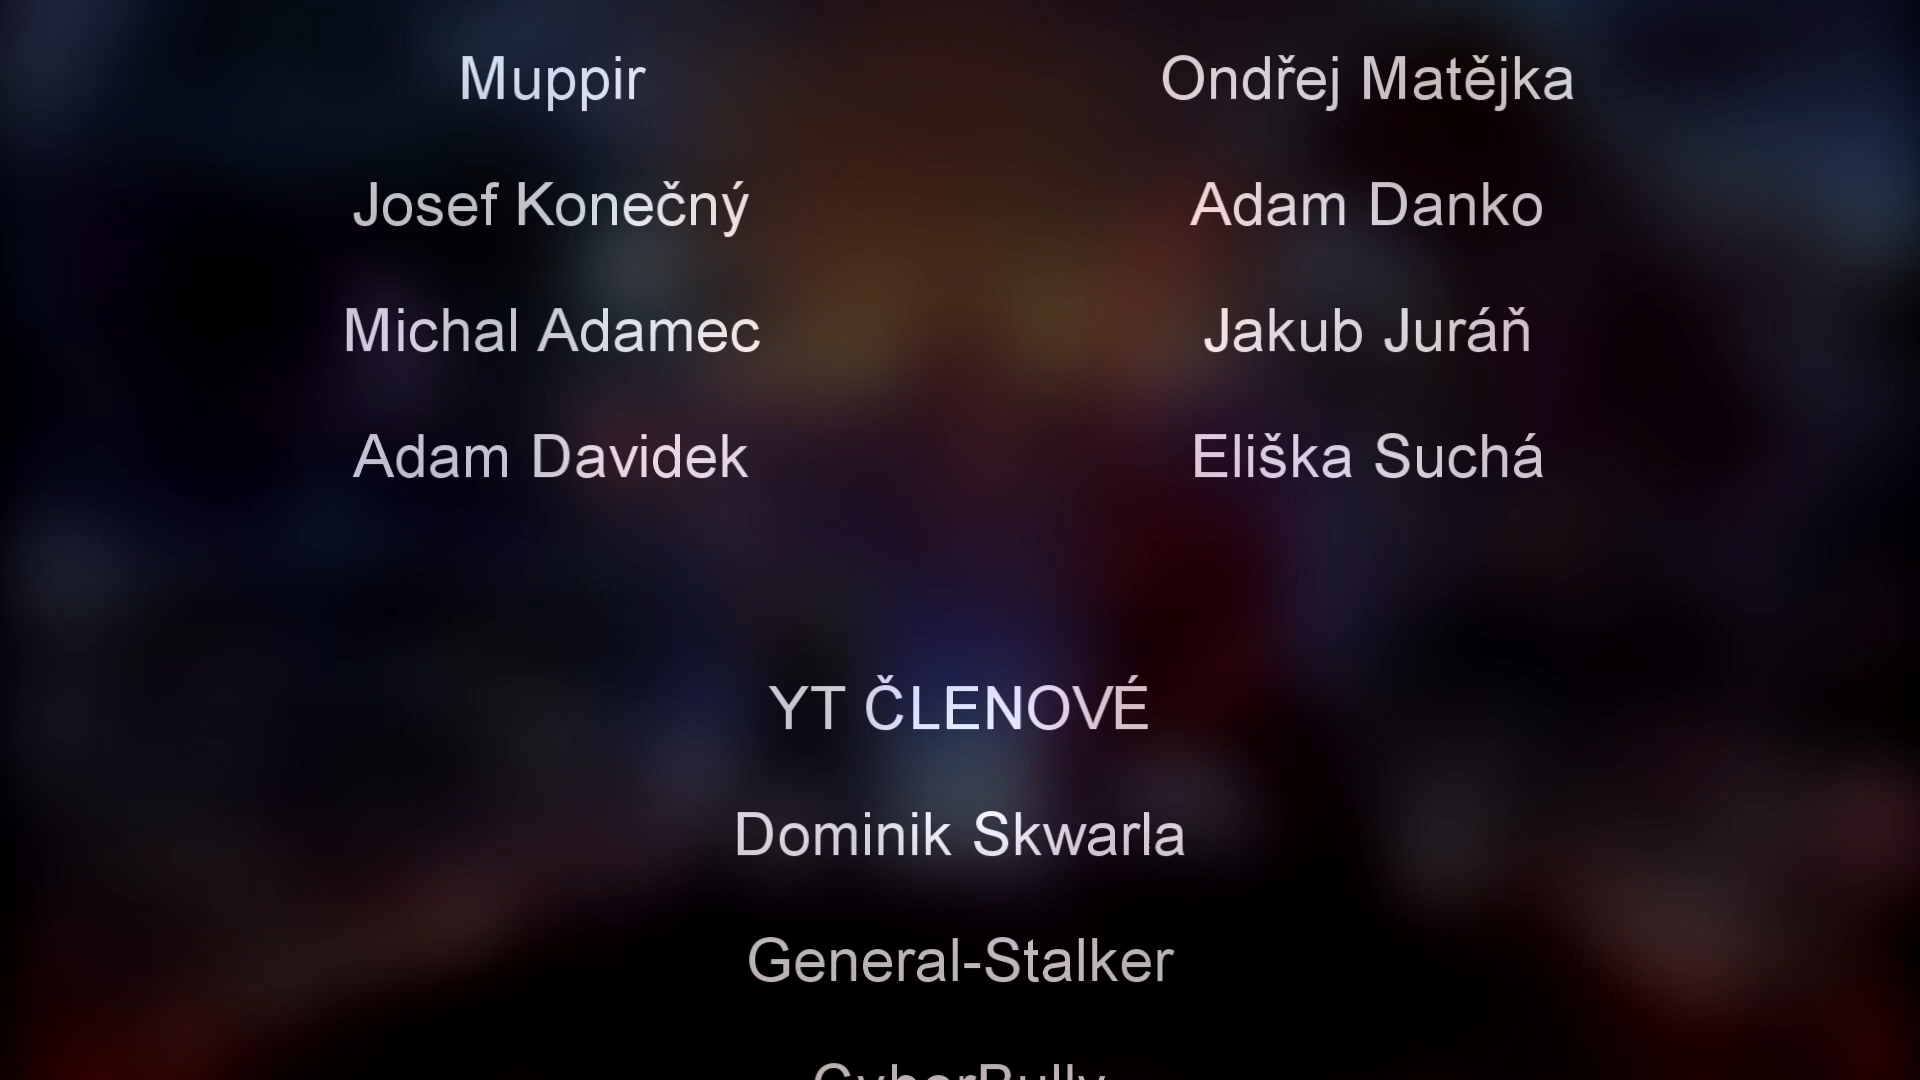 Muppir
Ondřej Matějka
Josef Konečný
Adam Danko
Michal Adamec
Jakub Juráň
Adam Davidek
Eliška Suchá
YT ČLENOVÉ
Dominik Skwarla
General-Stalker
CyberBully